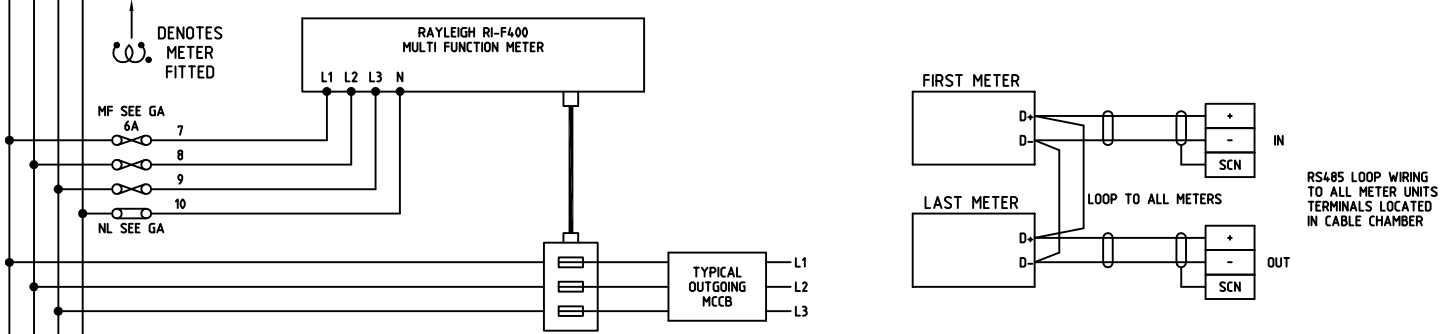 DENOTES
METER
FITTED
RAYLEIGH RI-F400
MULTI FUNCTION METER
L1 L2 L3 N
MF SEE GA
6A
7
8
9
10
NL SEE GA
TYPICAL
OUTGOING
MCCB
L1
L2
L3
FIRST METER
D+
D-
+
-
SCN
IN
LOOP TO ALL METERS
LAST METER
D+
D-
+
-
SCN
OUT
RS485 LOOP WIRING
TO ALL METER UNITS
TERMINALS LOCATED
IN CABLE CHAMBER